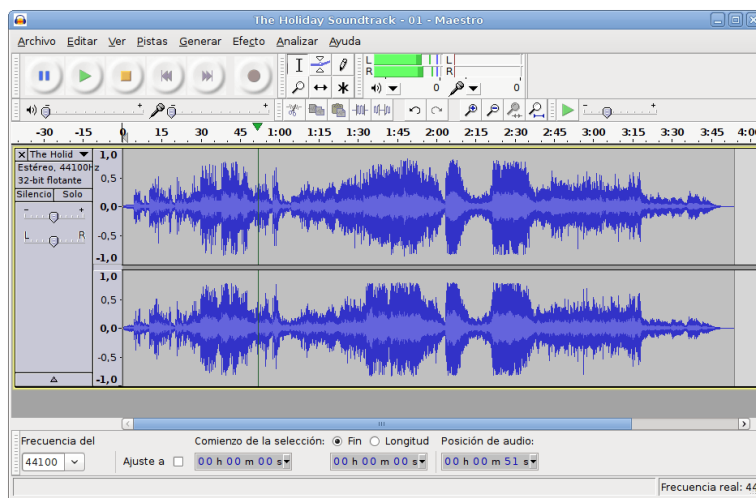 The Holiday Soundtrack - 01 - Maestro
Archivo Editar Ver Pistas Generar Efecto Analizar Ayuda
L
R
L
R
0 0
-30 -15 0 15 30 45 1:00 1:15 1:30 1:45 2:00 2:15 2:30 2:45 3:00 3:15 3:30 3:45 4:0
The Holid
Estéreo, 44100Hz
32-bit flotante
Silencio Solo
- +
L R
1,0
0,5
0,0
-0,5
-1,0
1,0
0,5
0,0
-0,5
-1,0
Frecuencia del Comienzo de la selección: Fin Longitud Posición de audio:
44100 Ajuste a 00 h 00 m 00 s 00 h 00 m 00 s 00 h 00 m 51 s
Frecuencia real: 44